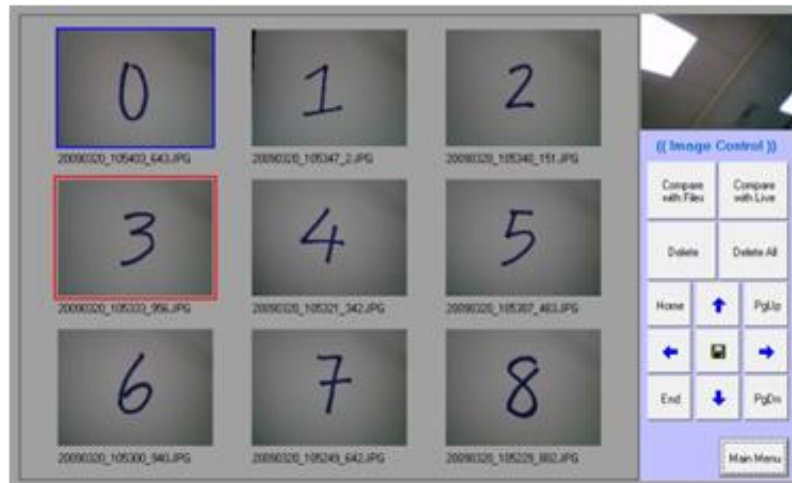 0 1 2
20090320_105403_643.JPG 20090320_105347_2.JPG 20090320_105340_151.JPG
3 4 5
20090320_105333_956.JPG 20090320_105321_342.JPG 20090320_105307_483.JPG
6 7 8
20090320_105300_940.JPG 20090320_105249_642.JPG 20090320_105229_882.JPG
(( Image Control ))
Compare with Files
Compare with Live
Delete
Delete All
Home
PgUp
End
PgDn
Main Menu